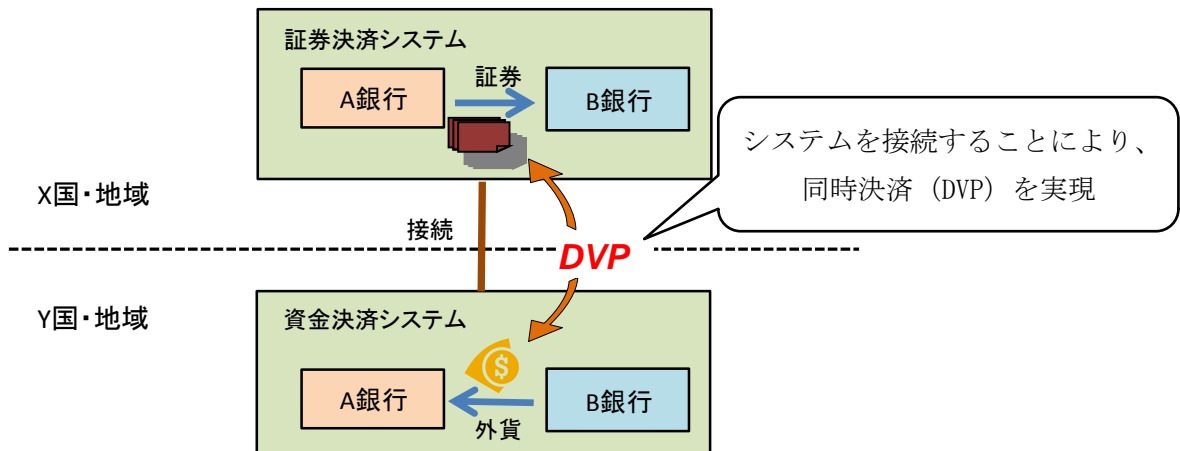 証券決済システム
A銀行
証券
B銀行
システムを接続することにより、
同時決済（DVP）を実現
X国・地域
接続
DVP
Y国・地域
資金決済システム
$
A銀行
外貨
B銀行